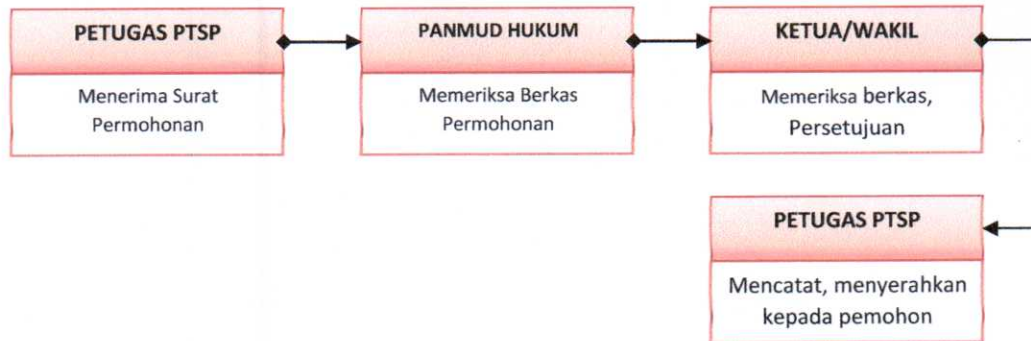 PETUGAS PTSP
Menerima Surat
Permohonan
PANMUD HUKUM
Memeriksa Berkas
Permohonan
KETUA/WAKIL
Memeriksa berkas,
Persetujuan
PETUGAS PTSP
Mencatat, menyerahkan
kepada pemohon